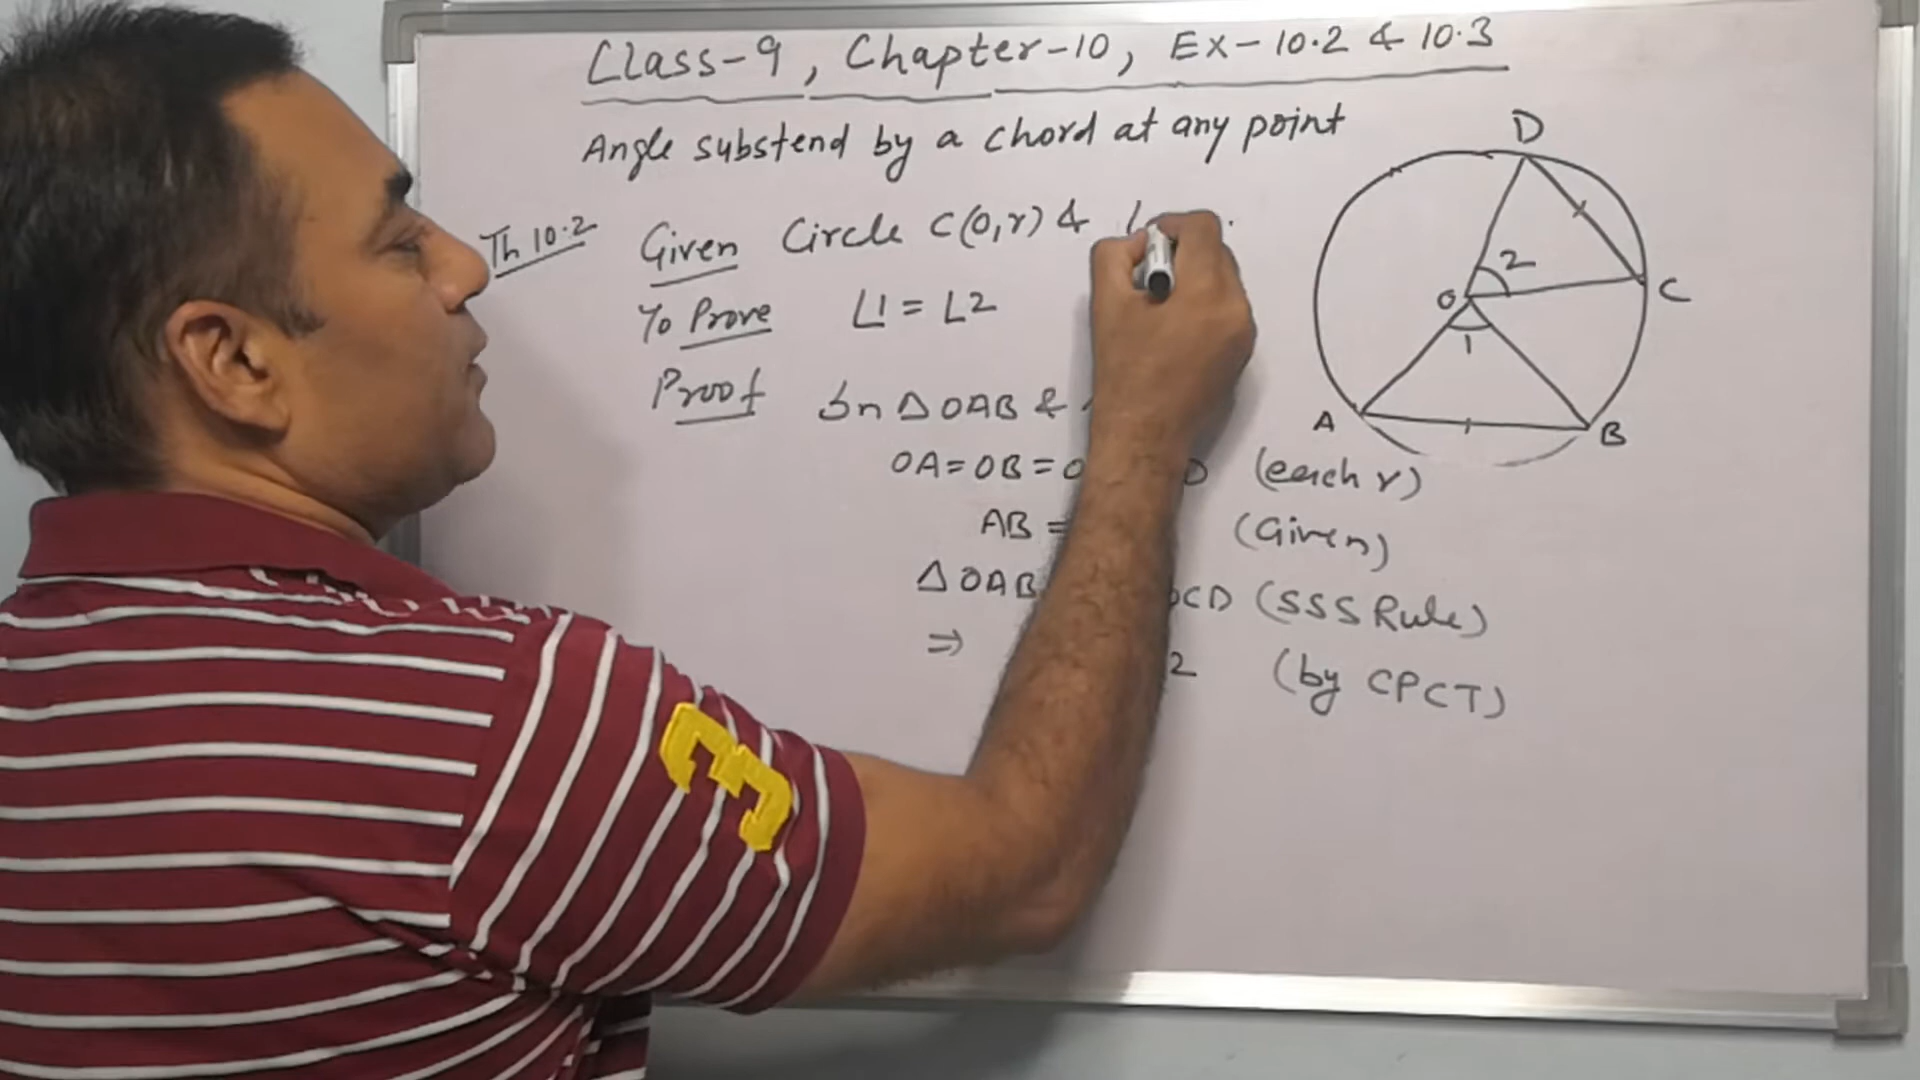 Class-9, Chapter-10, Ex-10.2 & 10.3
Angle substend by a chord at any point
Th 10.2 Given Circle C(O,r) &
To Prove ∠1 = ∠2
Proof In △OAB &
OA = OB = O D (each r)
AB = (Given)
△OAB OCD (SSS Rule)
⇒ 2 (by CPCT)
D
2
O
C
1
A
B
3